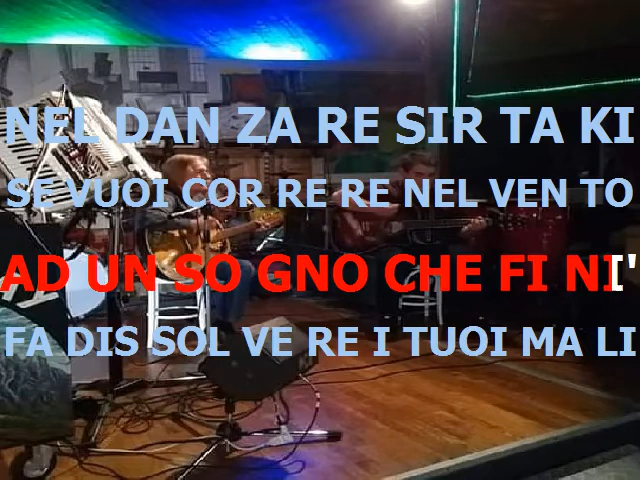 NEL DAN ZA RE SIR TA KI
SE VUOI COR RE RE NEL VEN TO
AD UN SO GNO CHE FI NI'
FA DIS SOL VE RE I TUOI MA LI